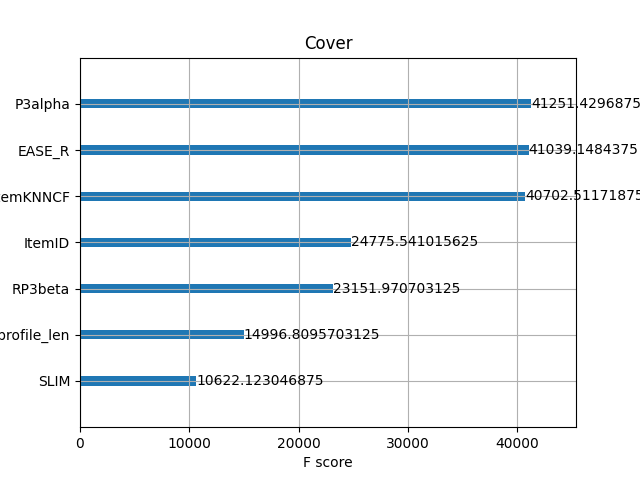 Cover
P3alpha 41251.4296875
EASE_R 41039.1484375
emKNNCF 40702.51171875
ItemID 24775.541015625
RP3beta 23151.970703125
profile_len 14996.8095703125
SLIM 10622.123046875
0 10000 20000 30000 40000
F score